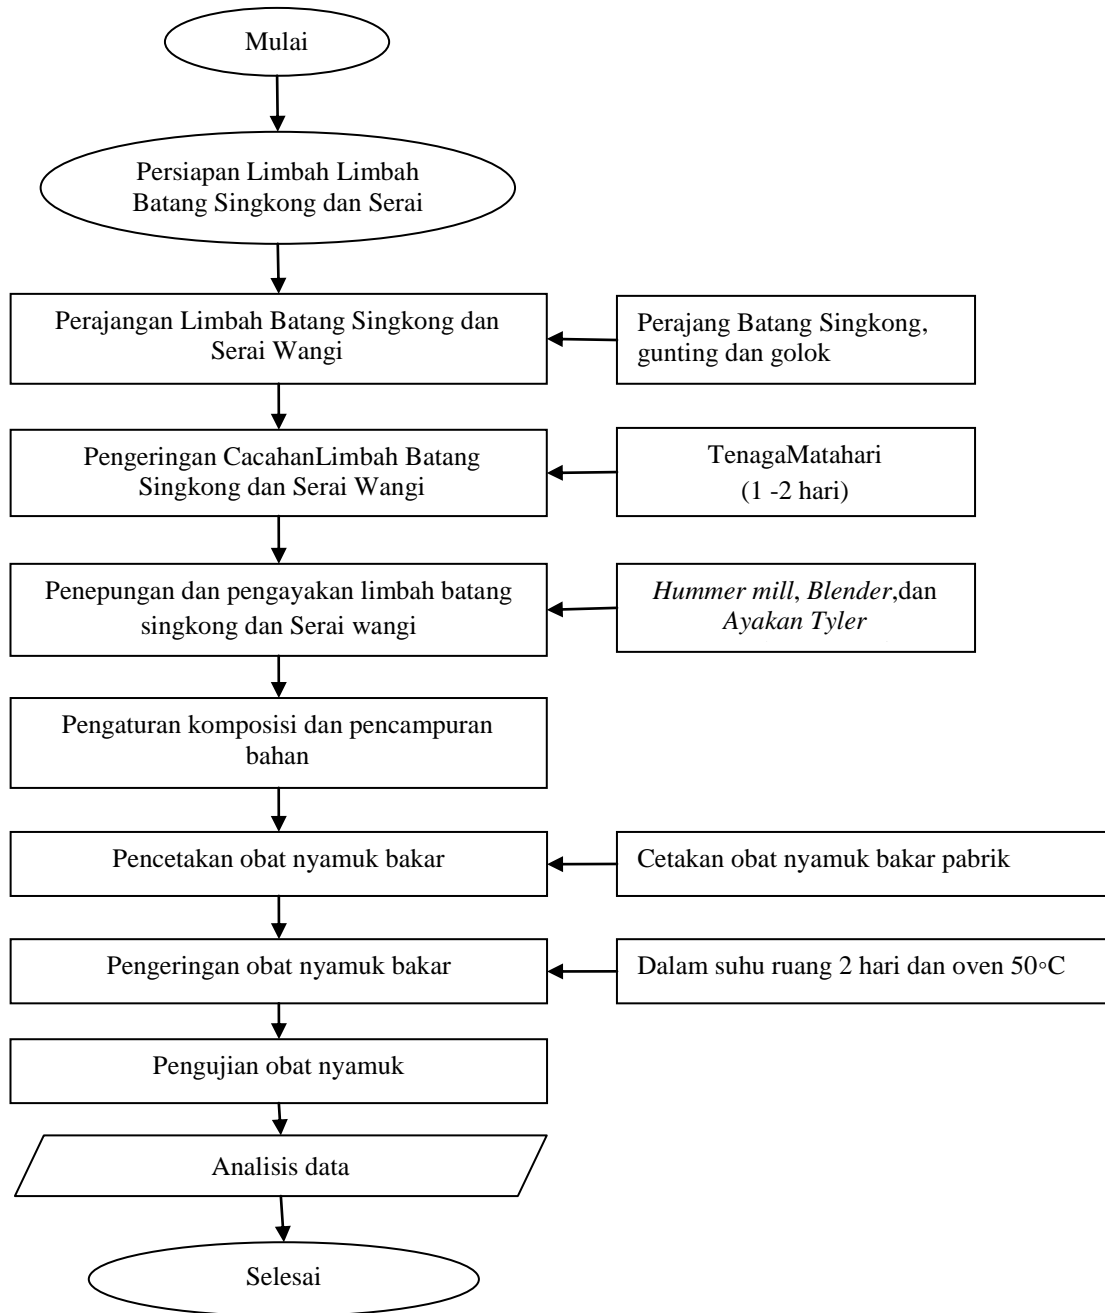 Mulai
Persiapan Limbah Limbah
Batang Singkong dan Serai
Perajangan Limbah Batang Singkong dan
Serai Wangi
Perajang Batang Singkong,
gunting dan golok
Pengeringan CacahanLimbah Batang
Singkong dan Serai Wangi
TenagaMatahari
(1 -2 hari)
Penepungan dan pengayakan limbah batang
singkong dan Serai wangi
Hummer mill, Blender,dan
Ayakan Tyler
Pengaturan komposisi dan pencampuran
bahan
Pencetakan obat nyamuk bakar
Cetakan obat nyamuk bakar pabrik
Pengeringan obat nyamuk bakar
Dalam suhu ruang 2 hari dan oven 50◦C
Pengujian obat nyamuk
Analisis data
Selesai